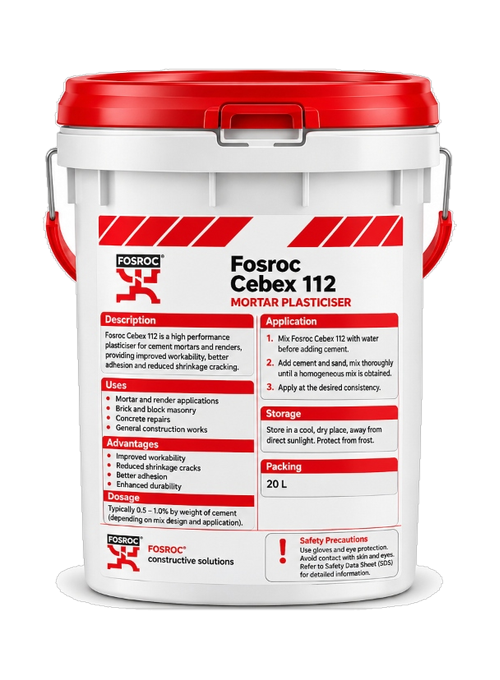 FOSROC®
Fosroc
Cebex 112
MORTAR PLASTICISER
Description
Fosroc Cebex 112 is a high performance
plasticiser for cement mortars and renders,
providing improved workability, better
adhesion and reduced shrinkage cracking.
Uses
• Mortar and render applications
• Brick and block masonry
• Concrete repairs
• General construction works
Advantages
• Improved workability
• Reduced shrinkage cracks
• Better adhesion
• Enhanced durability
Dosage
Typically 0.5 – 1.0% by weight of cement
(depending on mix design and application).
Application
1. Mix Fosroc Cebex 112 with water
before adding cement.
2. Add cement and sand, mix thoroughly
until a homogeneous mix is obtained.
3. Apply at the desired consistency.
Storage
Store in a cool, dry place, away from
direct sunlight. Protect from frost.
Packing
20 L
FOSROC®
FOSROC®
constructive solutions
! Safety Precautions
Use gloves and eye protection.
Avoid contact with skin and eyes.
Refer to Safety Data Sheet (SDS)
for detailed information.